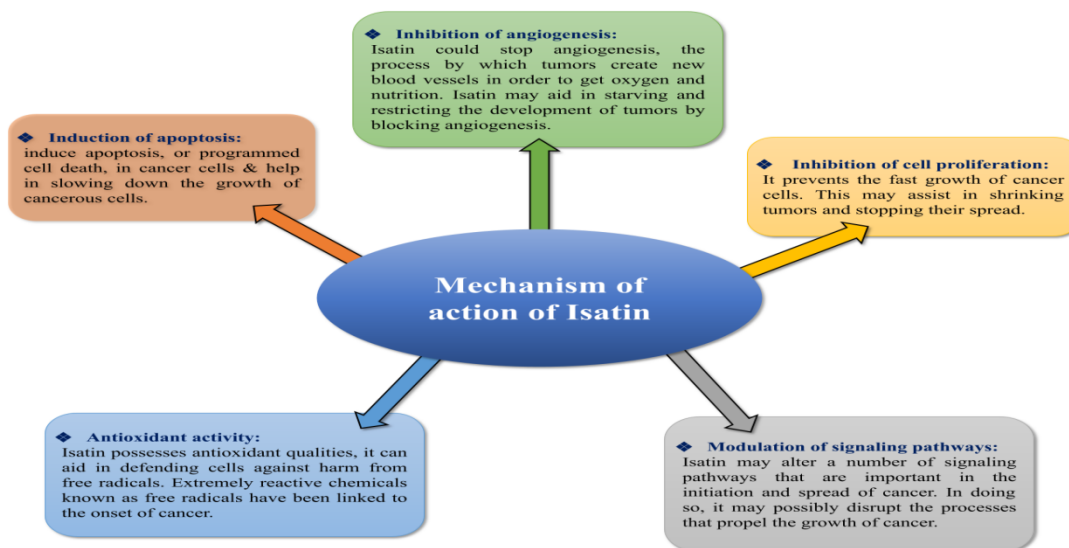 ❖ Inhibition of angiogenesis:
Isatin could stop angiogenesis, the
process by which tumors create new
blood vessels in order to get oxygen and
nutrition. Isatin may aid in starving and
restricting the development of tumors by
blocking angiogenesis.
❖ Induction of apoptosis:
induce apoptosis, or programmed
cell death, in cancer cells & help
in slowing down the growth of
cancerous cells.
❖ Inhibition of cell proliferation:
It prevents the fast growth of cancer
cells. This may assist in shrinking
tumors and stopping their spread.
Mechanism of
action of Isatin
❖ Antioxidant activity:
Isatin possesses antioxidant qualities, it can
aid in defending cells against harm from
free radicals. Extremely reactive chemicals
known as free radicals have been linked to
the onset of cancer.
❖ Modulation of signaling pathways:
Isatin may alter a number of signaling
pathways that are important in the
initiation and spread of cancer. In doing
so, it may possibly disrupt the processes
that propel the growth of cancer.